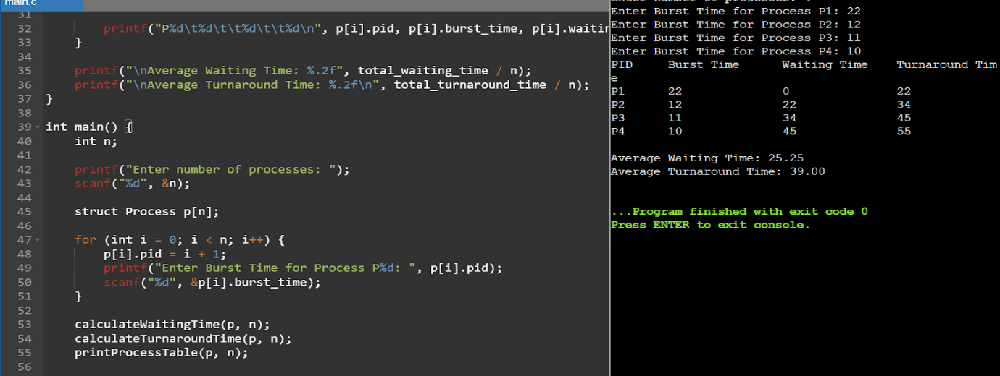 main.c
31
32 printf("P%d\t%d\t\t%d\t\t%d\n", p[i].pid, p[i].burst_time, p[i].waitin
33 }
34
35 printf("\nAverage Waiting Time: %.2f", total_waiting_time / n);
36 printf("\nAverage Turnaround Time: %.2f\n", total_turnaround_time / n);
37 }
38
39 int main() {
40 int n;
41
42 printf("Enter number of processes: ");
43 scanf("%d", &n);
44
45 struct Process p[n];
46
47 for (int i = 0; i < n; i++) {
48 p[i].pid = i + 1;
49 printf("Enter Burst Time for Process P%d: ", p[i].pid);
50 scanf("%d", &p[i].burst_time);
51 }
52
53 calculateWaitingTime(p, n);
54 calculateTurnaroundTime(p, n);
55 printProcessTable(p, n);
56
Enter number of processes: 4
Enter Burst Time for Process P1: 22
Enter Burst Time for Process P2: 12
Enter Burst Time for Process P3: 11
Enter Burst Time for Process P4: 10
PID Burst Time Waiting Time Turnaround Tim
e
P1 22 0 22
P2 12 22 34
P3 11 34 45
P4 10 45 55
Average Waiting Time: 25.25
Average Turnaround Time: 39.00
...Program finished with exit code 0
Press ENTER to exit console.